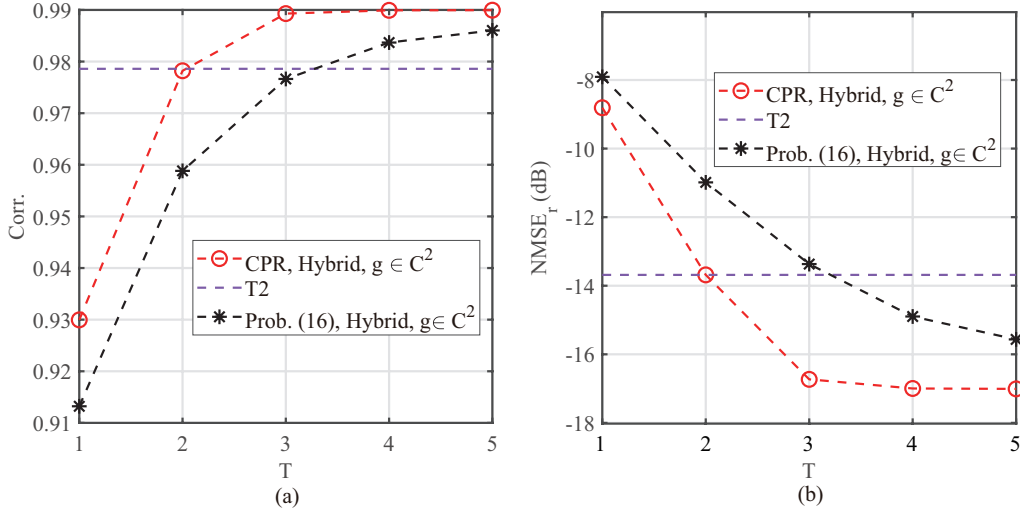 0.99
0.98
0.97
0.96
0.95
0.94
0.93
0.92
0.91
Corr.
CPR, Hybrid, g ∈ C²
T2
Prob. (16), Hybrid, g∈ C²
1 2 3 4 5
T
(a)
-8
-10
-12
-14
-16
-18
NMSE_r (dB)
CPR, Hybrid, g ∈ C²
T2
Prob. (16), Hybrid, g∈ C²
1 2 3 4 5
T
(b)